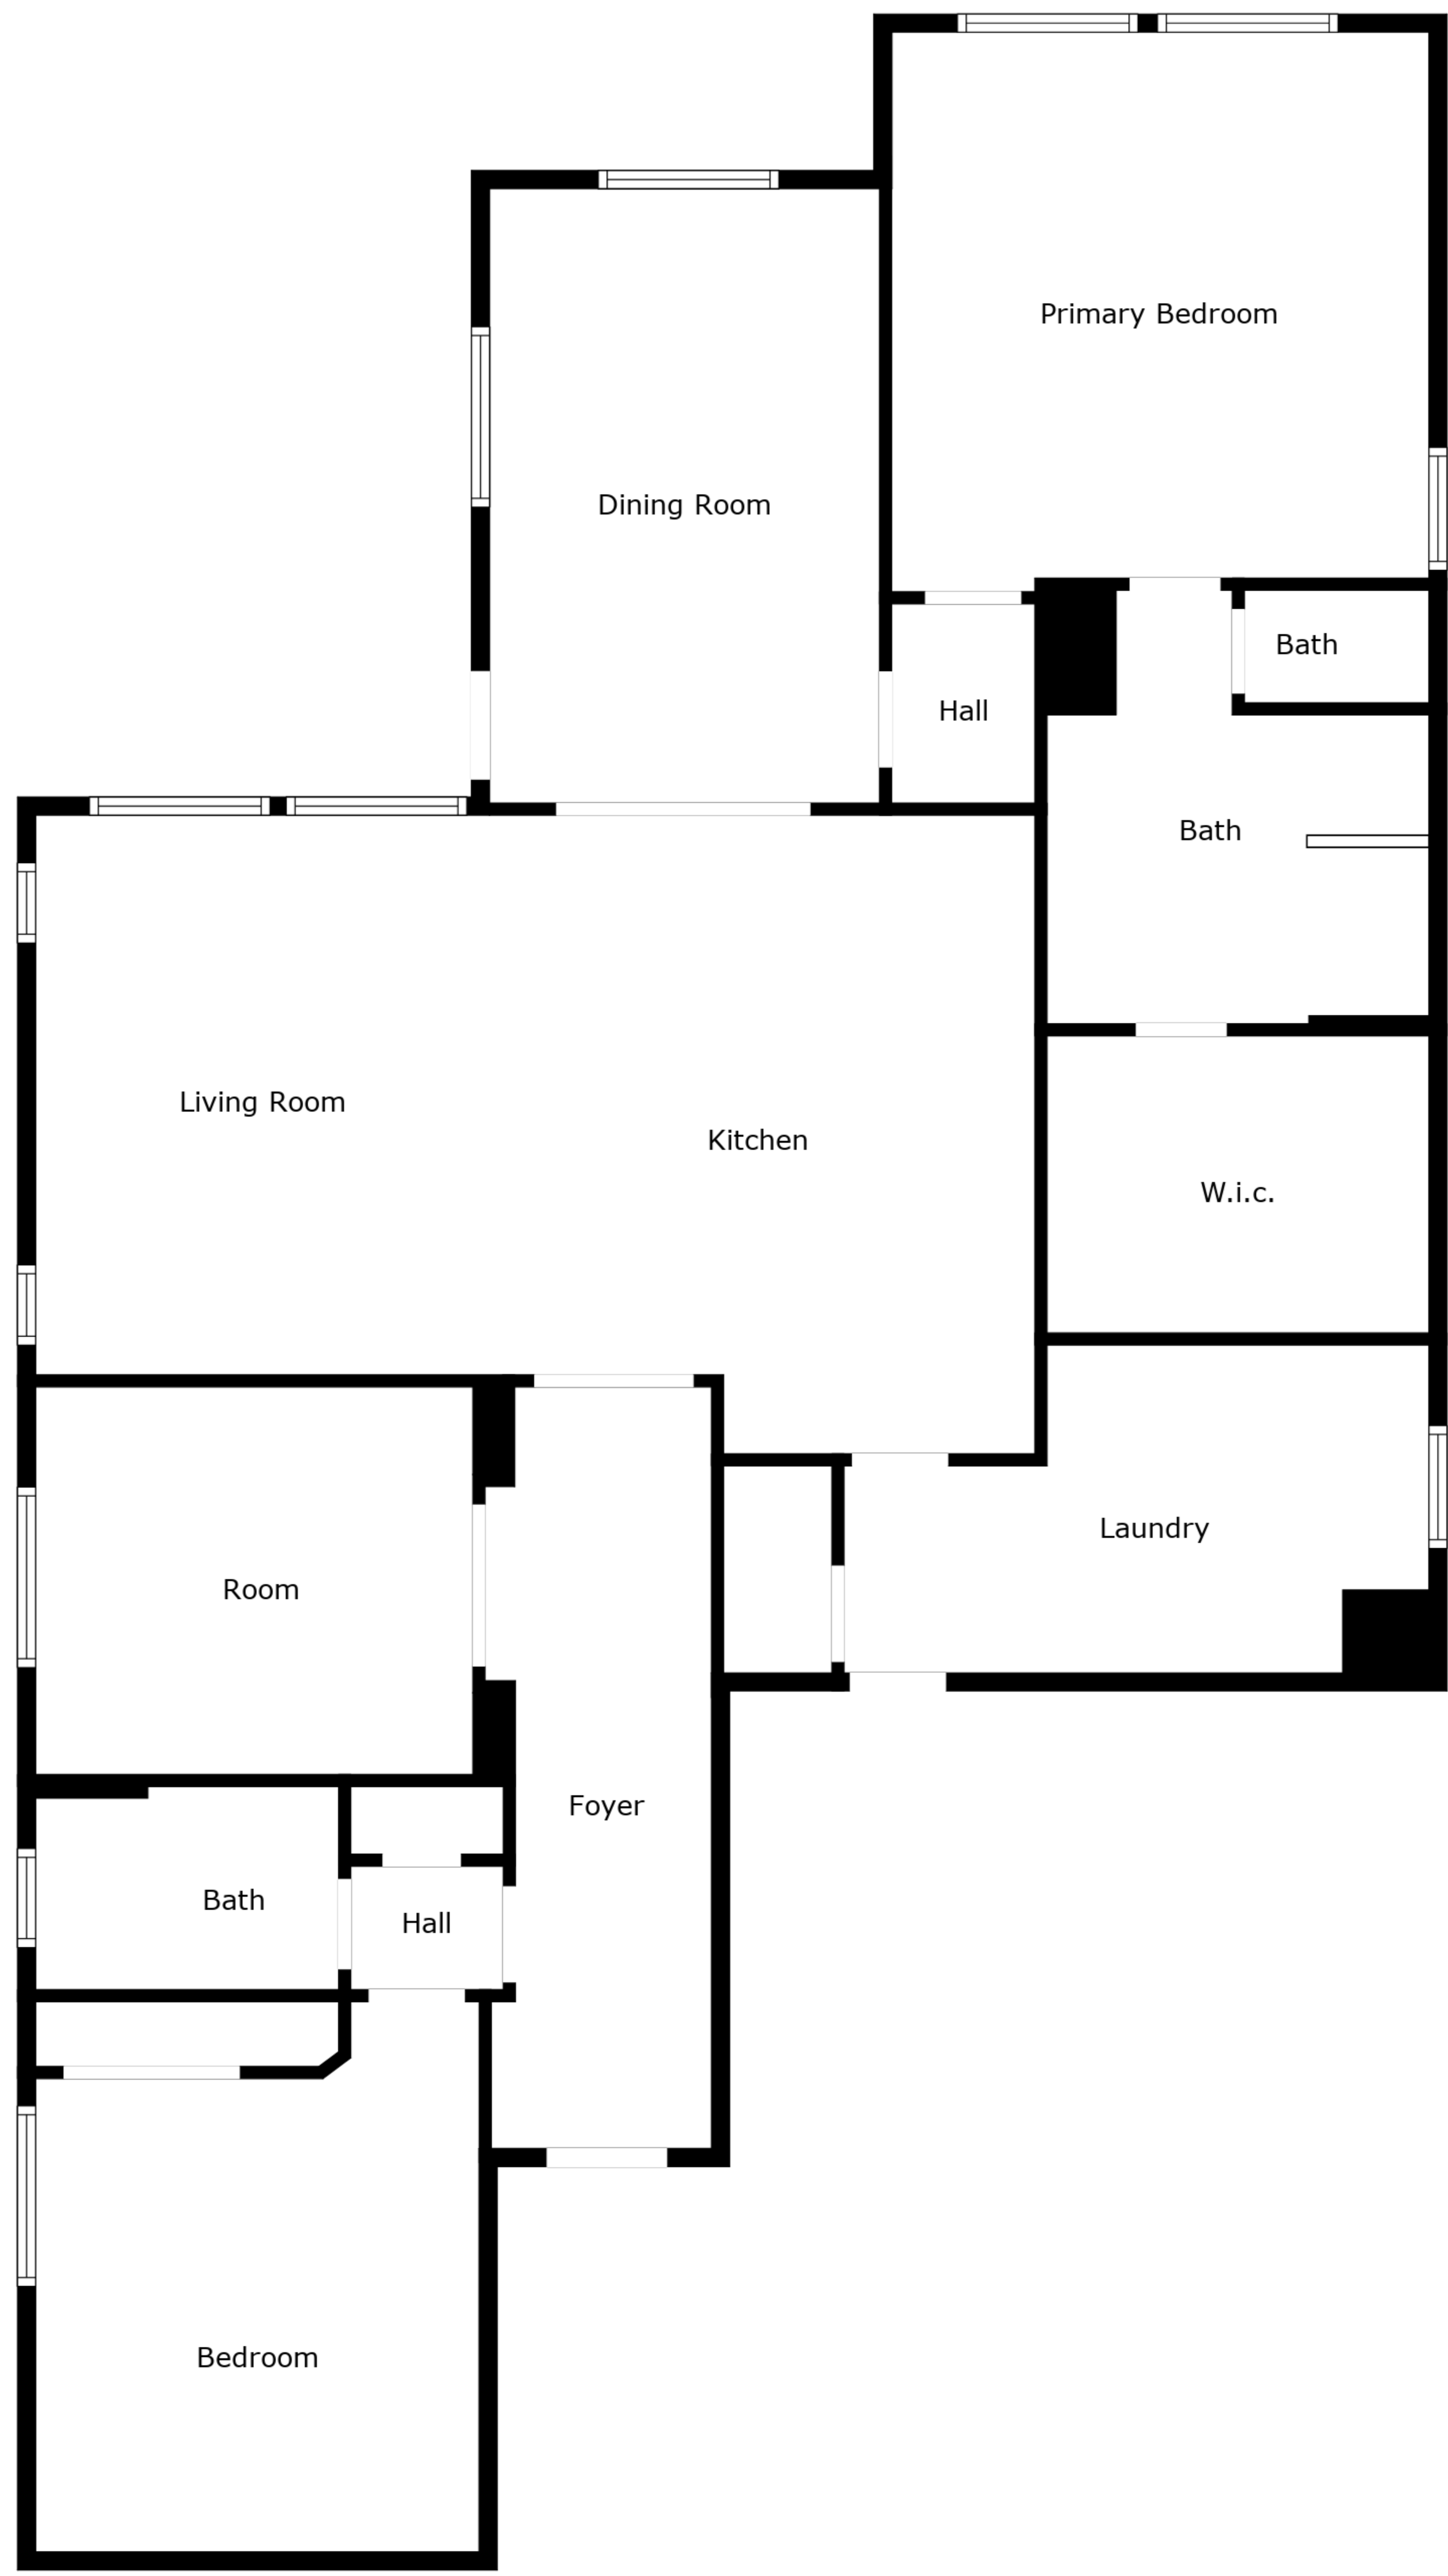 Primary Bedroom
Dining Room
Bath
Hall
Bath
Living Room
Kitchen
W.i.c.
Laundry
Room
Foyer
Bath
Hall
Bedroom